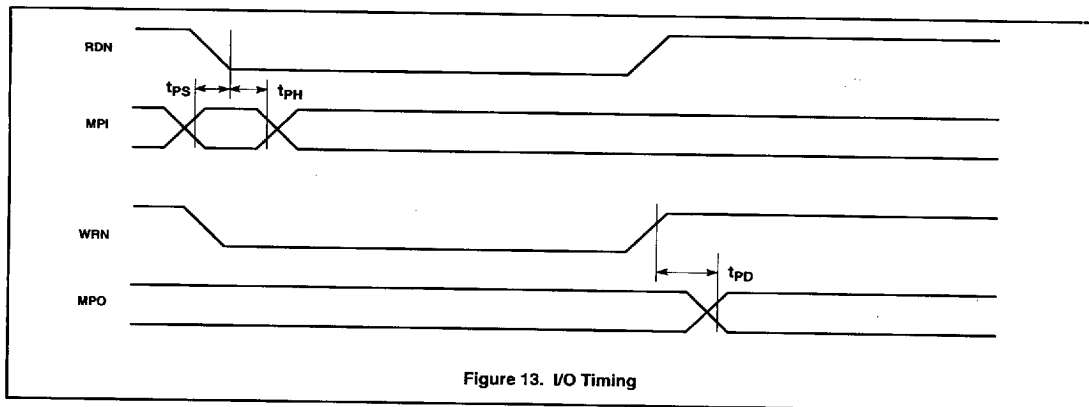 RDN
tPS
tPH
MPI
WRN
tPD
MPO
Figure 13. I/O Timing